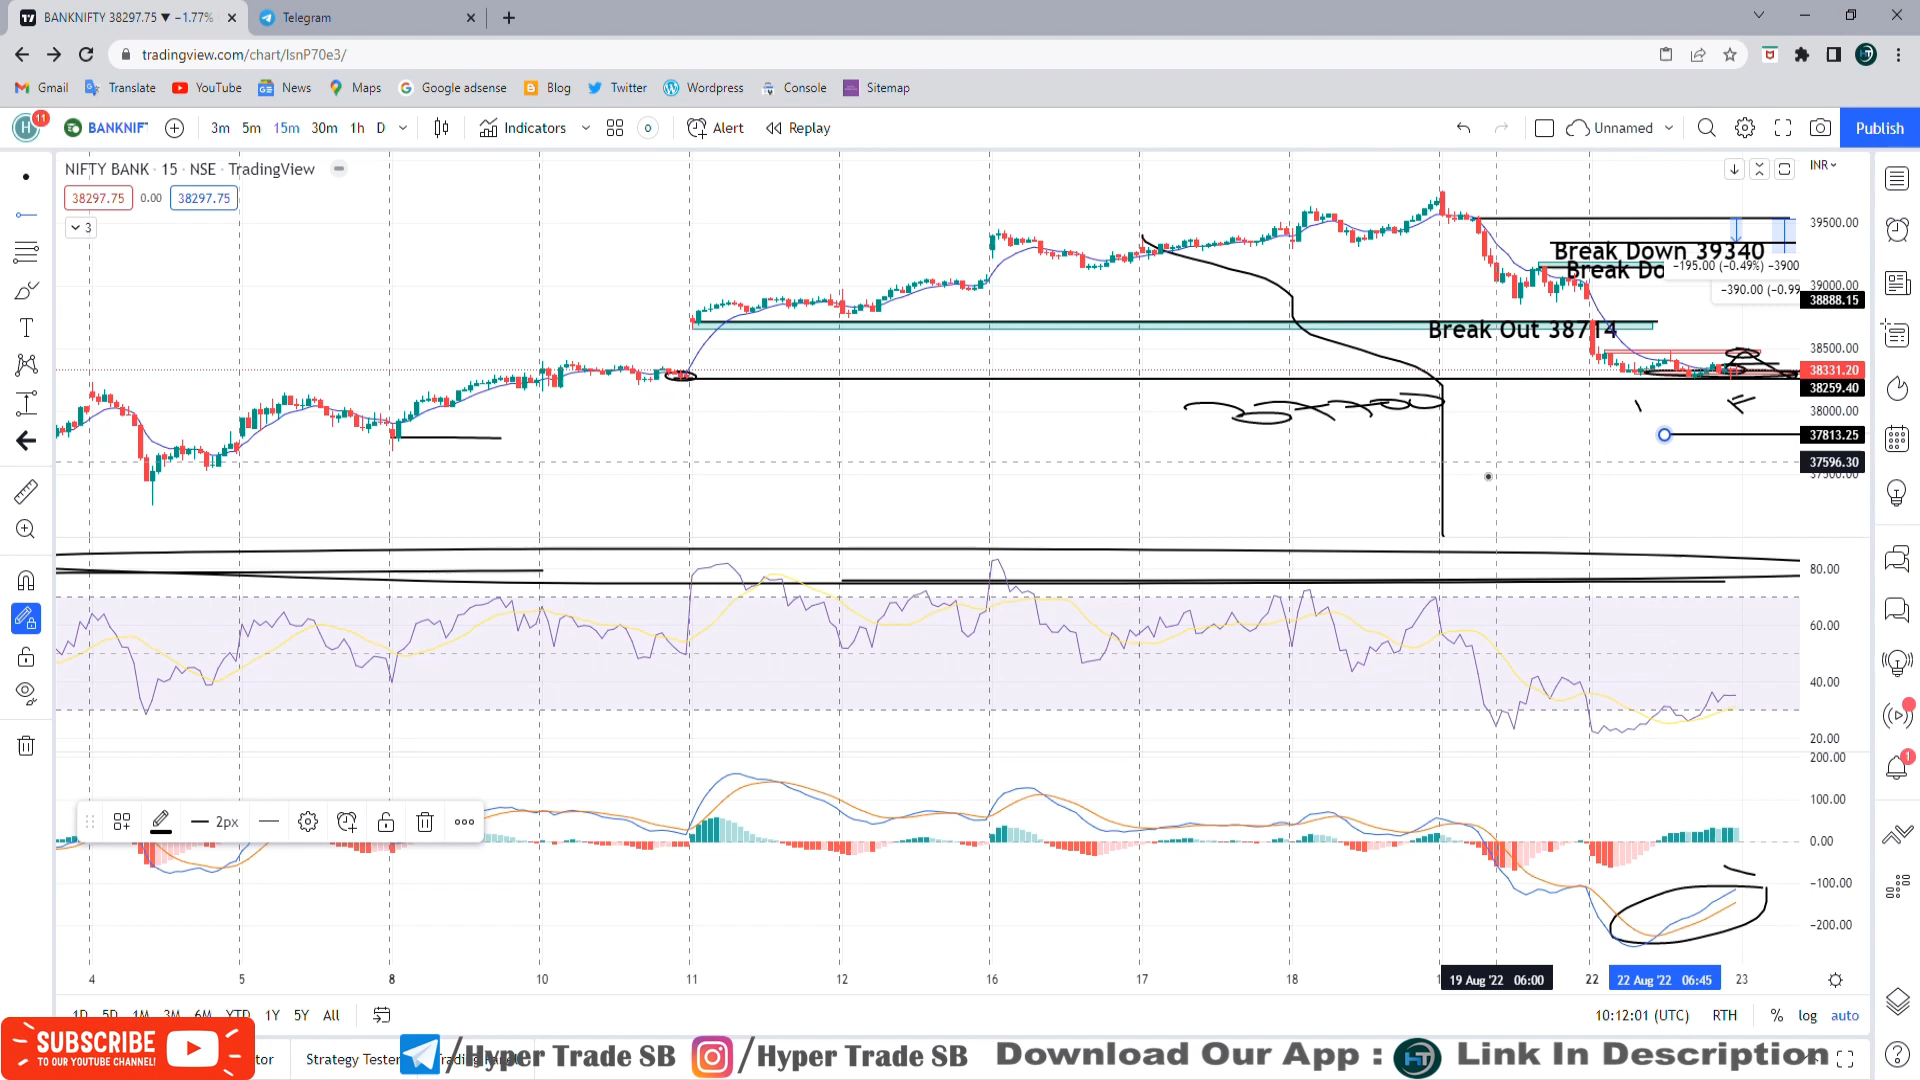 BANKNIFTY 38297.75 ▼ −1.77%
Telegram
tradingview.com/chart/IsnP70e3/
Gmail Translate YouTube News Maps Google adsense Blog Twitter Wordpress Console Sitemap
H 11 BANKNIF 3m 5m 15m 30m 1h D Indicators Alert Replay Unnamed Publish
NIFTY BANK · 15 · NSE · TradingView
INR
38297.75 0.00 38297.75
3
39500.00
Break Down 39340
Break Do
−195.00 (−0.49%) −3900
39000.00
−390.00 (−0.99
38888.15
Break Out 38714
38500.00
38331.20
38259.40
38000.00
37813.25
37596.30
37500.00
80.00
60.00
40.00
20.00
200.00
100.00
2px
0.00
−100.00
−200.00
4 5 8 10 11 12 16 17 18 19 Aug '22 06:00 22 22 Aug '22 06:45 23
1D 5D 1M 3M 6M YTD 1Y 5Y All 10:12:01 (UTC) RTH % log auto
SUBSCRIBE
TO OUR YOUTUBE CHANNEL!
Strategy Tester
/Hyper Trade SB /Hyper Trade SB Download Our App : HT Link In Description